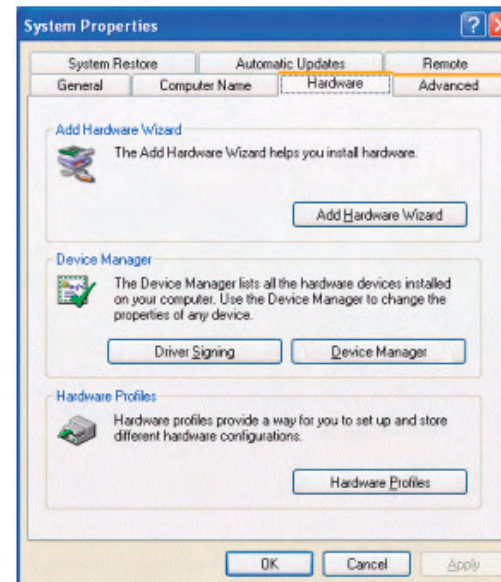 System Properties
?
System Restore Automatic Updates Remote
General Computer Name Hardware Advanced
Add Hardware Wizard
The Add Hardware Wizard helps you install hardware.
Add Hardware Wizard
Device Manager
The Device Manager lists all the hardware devices installed
on your computer. Use the Device Manager to change the
properties of any device.
Driver Signing Device Manager
Hardware Profiles
Hardware profiles provide a way for you to set up and store
different hardware configurations.
Hardware Profiles
OK Cancel Apply